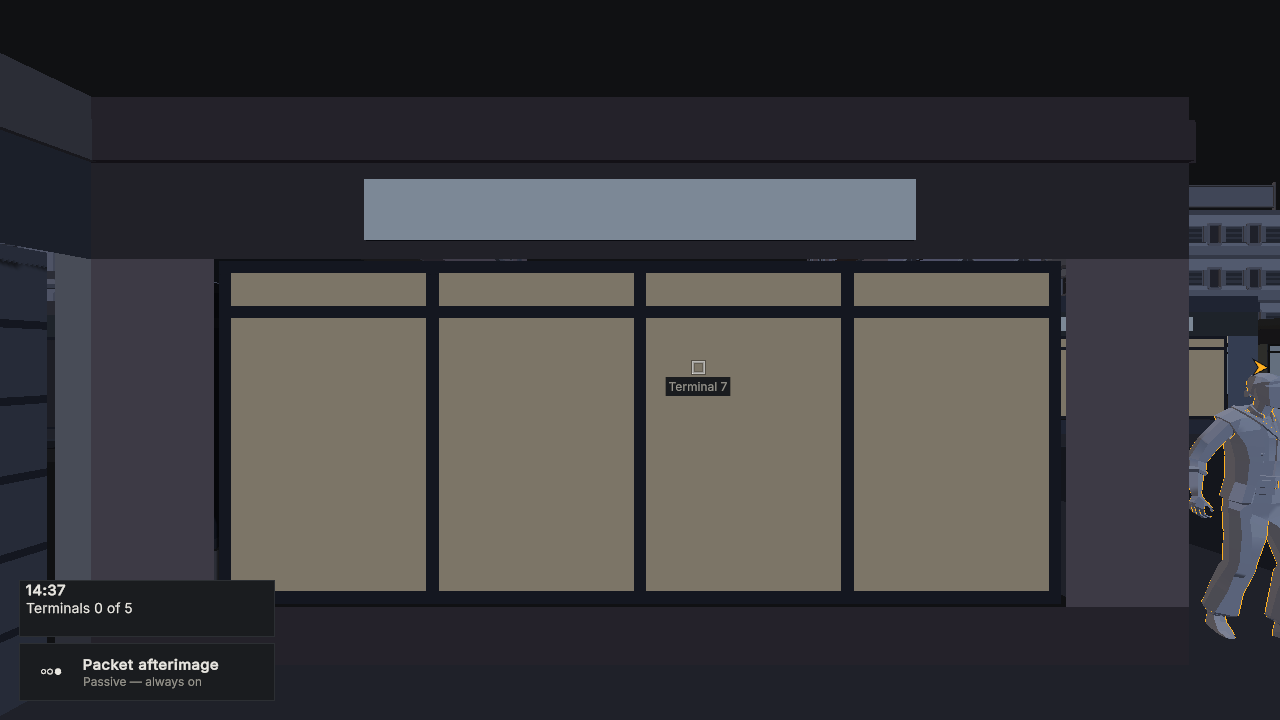 Terminal 7
14:37
Terminals 0 of 5
Packet afterimage
Passive — always on